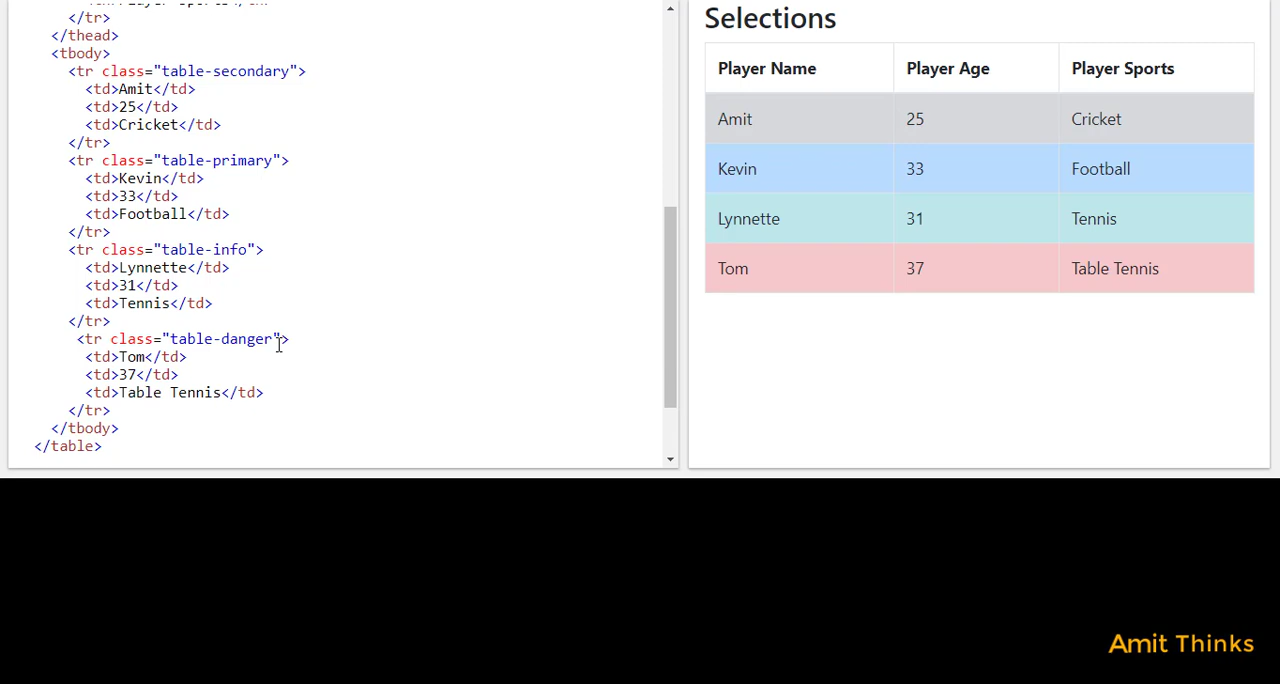 </tr>
</thead>
<tbody>
<tr class="table-secondary">
<td>Amit</td>
<td>25</td>
<td>Cricket</td>
</tr>
<tr class="table-primary">
<td>Kevin</td>
<td>33</td>
<td>Football</td>
</tr>
<tr class="table-info">
<td>Lynnette</td>
<td>31</td>
<td>Tennis</td>
</tr>
<tr class="table-danger">
<td>Tom</td>
<td>37</td>
<td>Table Tennis</td>
</tr>
</tbody>
</table>
Selections
Player Name Player Age Player Sports
Amit 25 Cricket
Kevin 33 Football
Lynnette 31 Tennis
Tom 37 Table Tennis
Amit Thinks